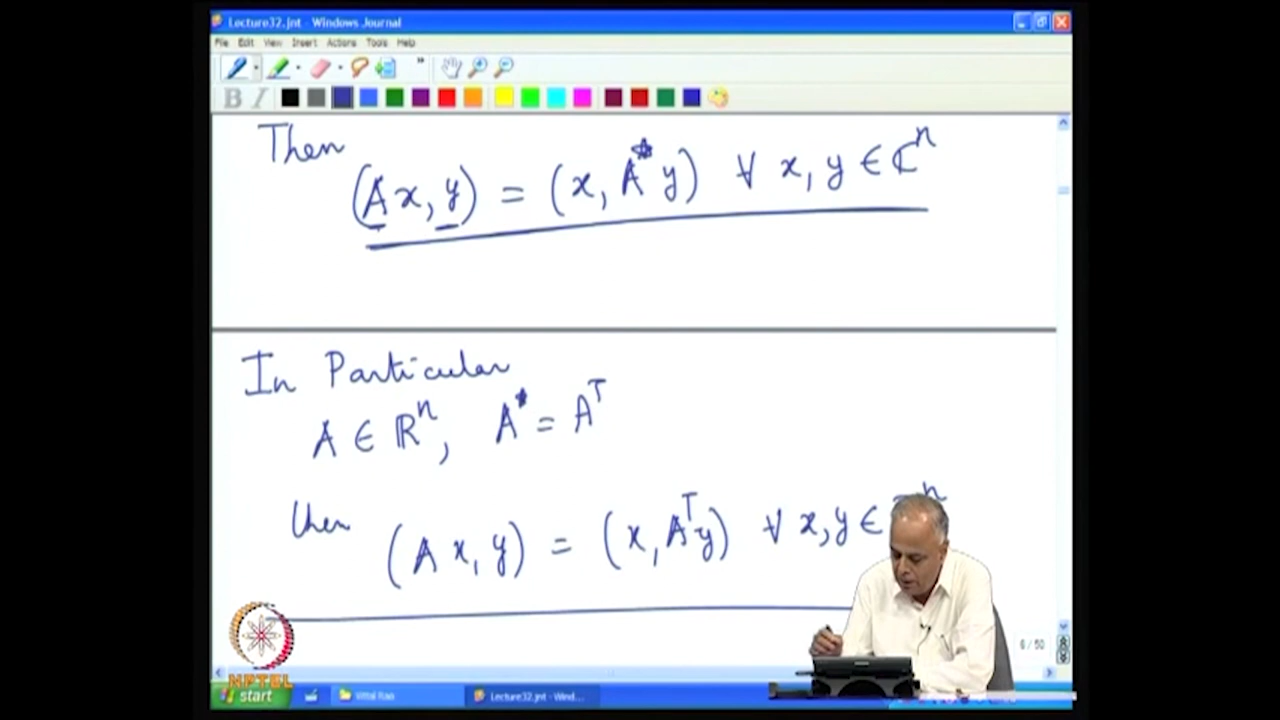 Lecture32.jnt - Windows Journal
File Edit View Insert Actions Tools Help
B I
Then
(Ax, y) = (x, A*y) ∀ x, y ∈ ℂⁿ
In Particular
A ∈ ℝⁿ, A* = Aᵀ
then (Ax, y) = (x, Aᵀy) ∀ x, y ∈
6 / 50
NPTEL
start
Vittal Rao
Lecture32.jnt - Wind...